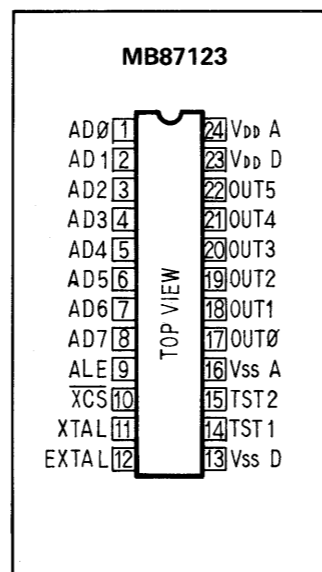 MB87123
ADØ 1 24 VDD A
AD1 2 23 VDD D
AD2 3 22 OUT5
AD3 4 21 OUT4
AD4 5 20 OUT3
AD5 6 19 OUT2
AD6 7 18 OUT1
AD7 8 17 OUTØ
ALE 9 16 Vss A
XCS 10 15 TST2
XTAL 11 14 TST1
EXTAL 12 13 Vss D
TOP VIEW